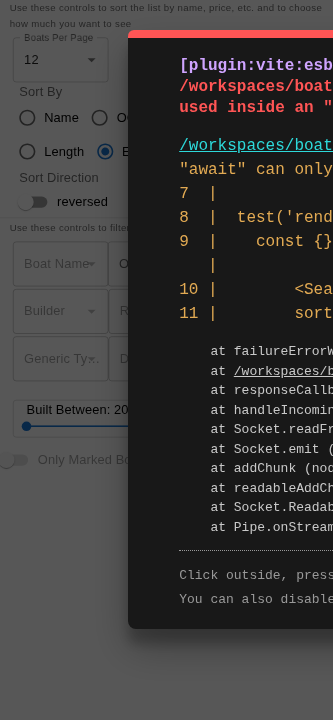 Use these controls to sort the list by name, price, etc. and to choose
how much you want to see
Boats Per Page
12
Sort By
Name
Length
Sort Direction
reversed
Use these controls to filter
Boat Name
Builder
Generic Ty...
Built Between: 20
Only Marked Bo
[plugin:vite:esb
/workspaces/boat
used inside an "
/workspaces/boat
"await" can only
7 |
8 | test('rend
9 | const {}
|
10 | <Sea
11 | sort
at failureErrorW
at /workspaces/b
at responseCallb
at handleIncomin
at Socket.readFr
at Socket.emit (
at addChunk (nod
at readableAddCh
at Socket.Readab
at Pipe.onStream
Click outside, press
You can also disable